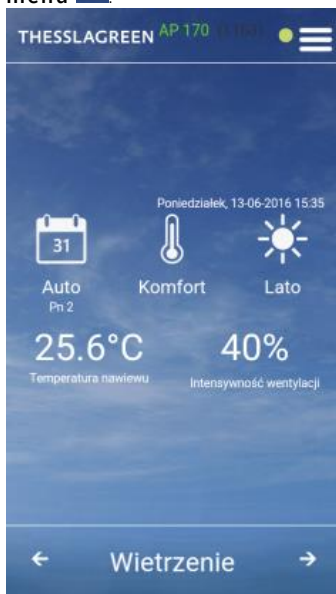 menu
THESSLAGREEN AP 170
Poniedziałek, 13-06-2016 15:35
31
Auto Komfort Lato
Pn 2
25.6°C 40%
Temperatura nawiewu Intensywność wentylacji
← Wietrzenie →